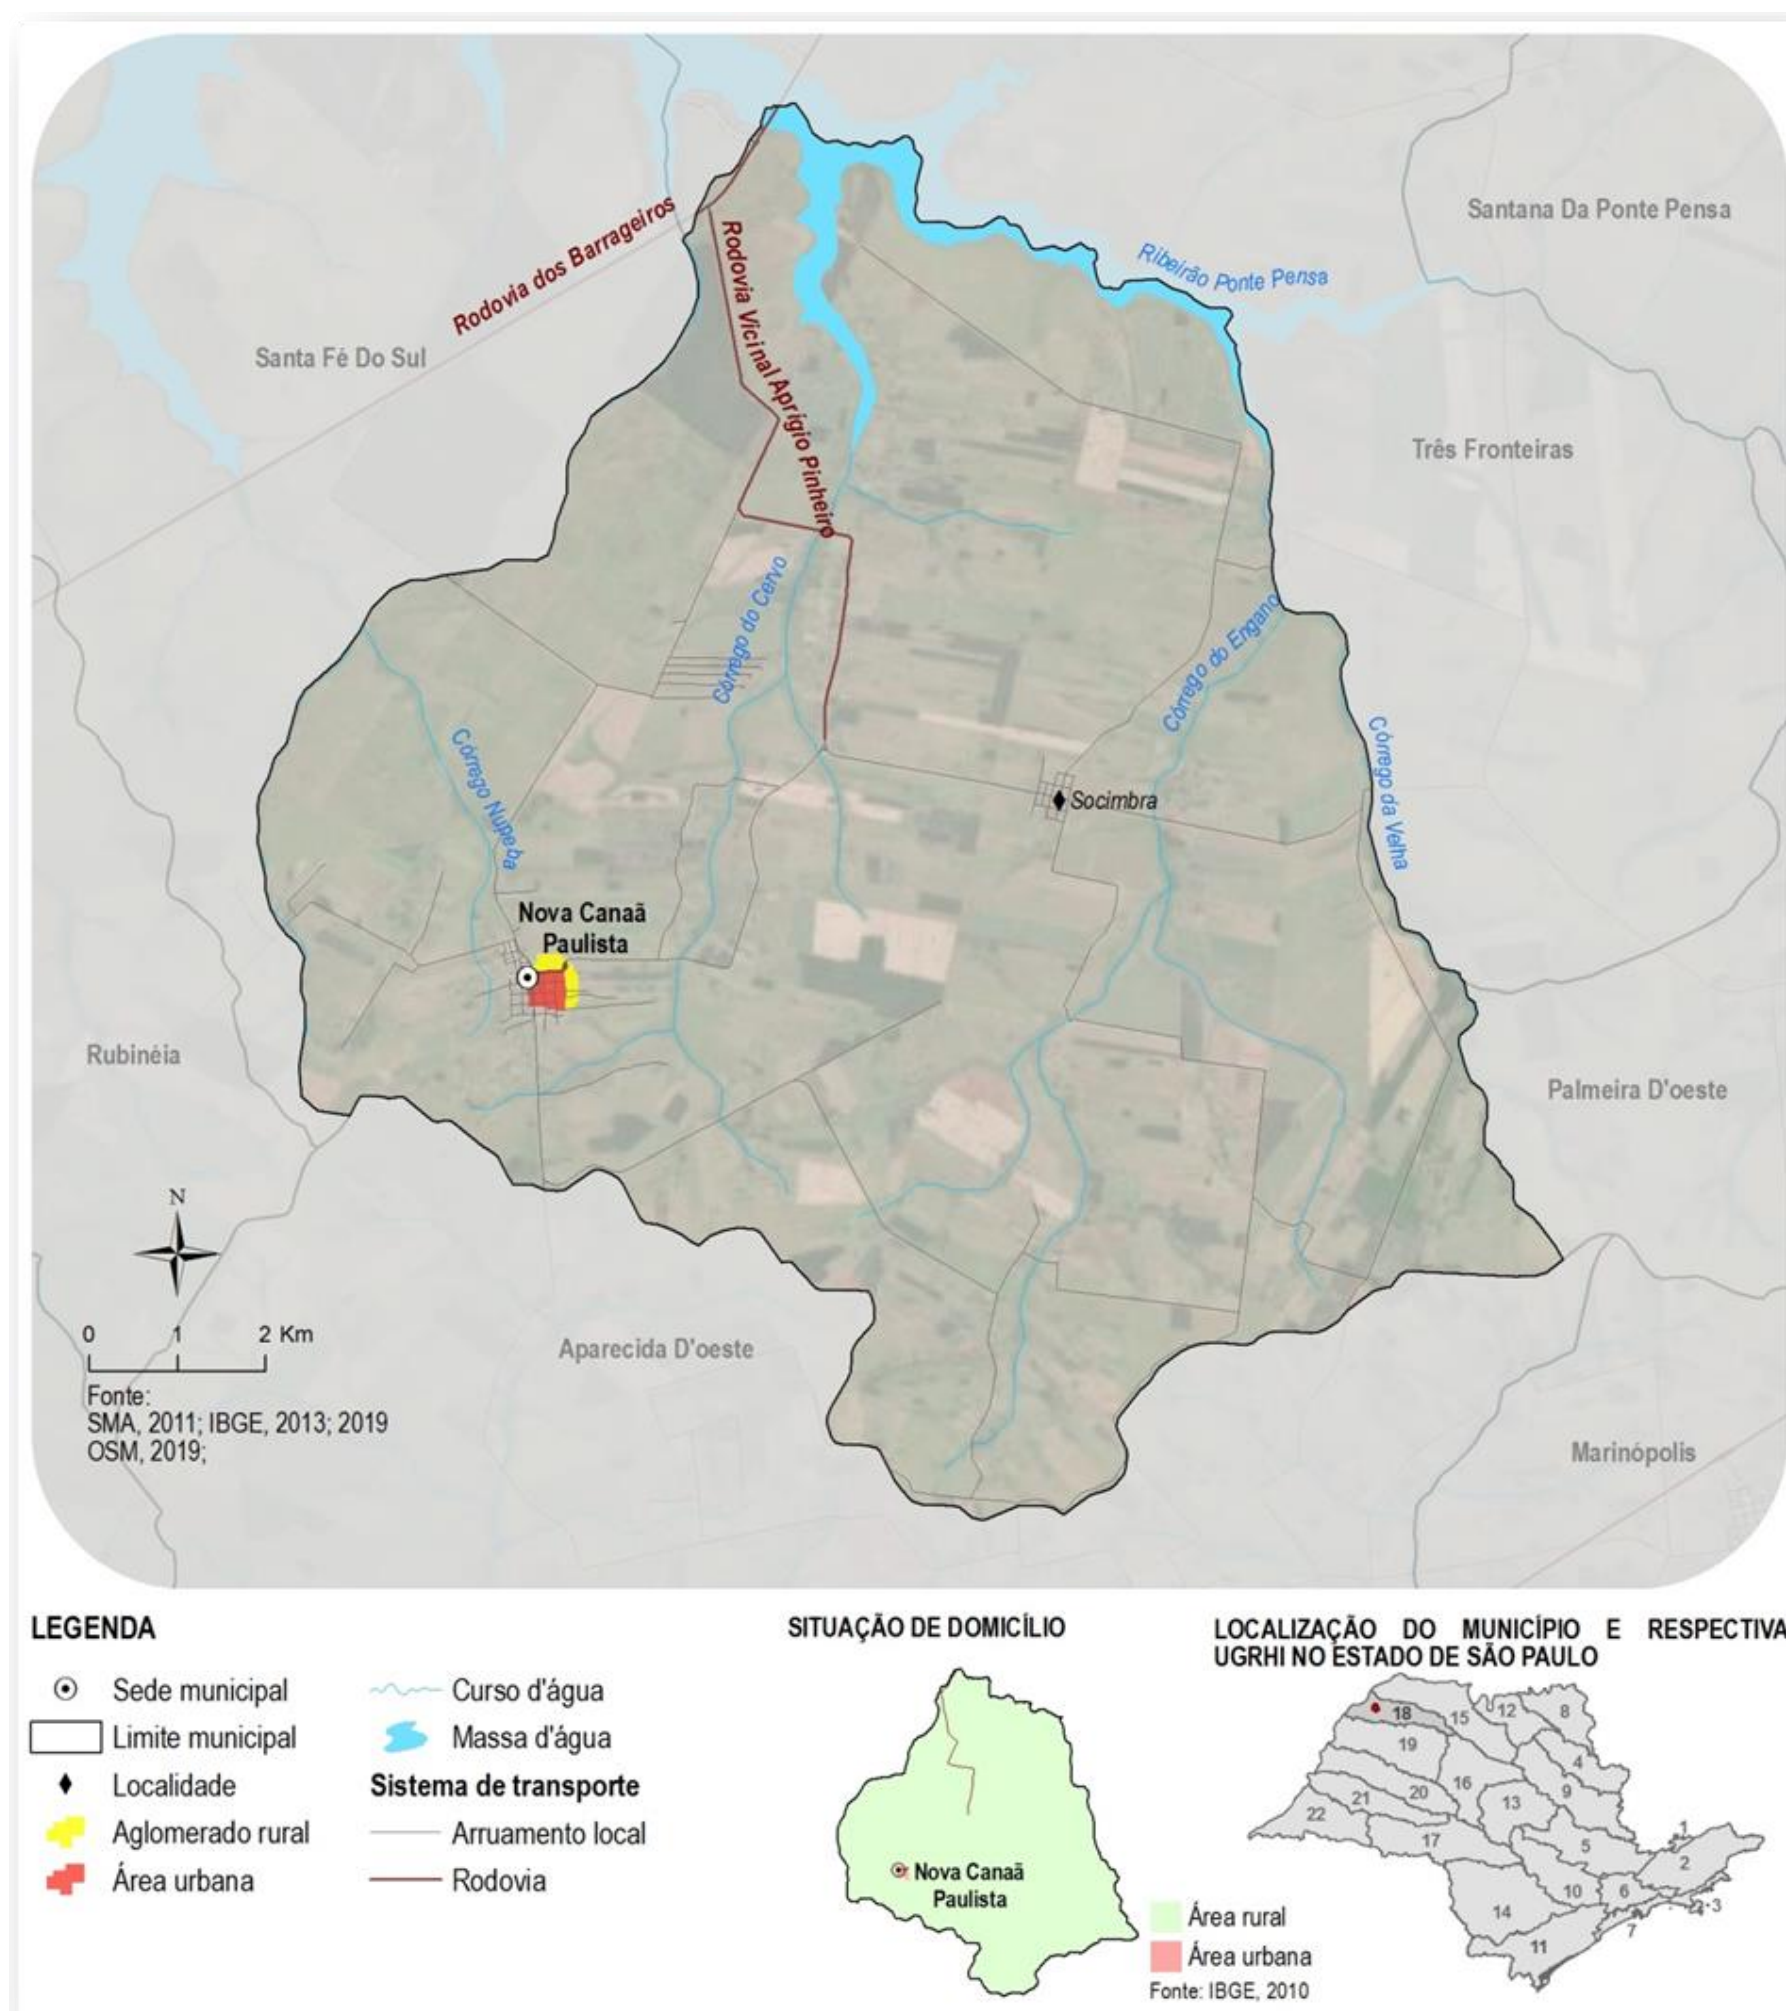 Santana Da Ponte Pensa
Rodovia dos Barrageiros
Rodovia Vicinal Aprígio Pinheiro
Ribeirão Ponte Pensa
Santa Fé Do Sul
Três Fronteiras
Córrego do Cervo
Córrego do Engano
Córrego Nupeba
Córrego da Velha
Socimbra
Nova Canaã
Paulista
Rubinéia
Palmeira D'oeste
N
0 1 2 Km
Aparecida D'oeste
Fonte:
SMA, 2011; IBGE, 2013; 2019
OSM, 2019;
Marinópolis
LEGENDA
Sede municipal
Limite municipal
Localidade
Aglomerado rural
Área urbana
Curso d'água
Massa d'água
Sistema de transporte
Arruamento local
Rodovia
SITUAÇÃO DE DOMICÍLIO
Nova Canaã
Paulista
Área rural
Área urbana
Fonte: IBGE, 2010
LOCALIZAÇÃO DO MUNICÍPIO E RESPECTIVA
UGRHI NO ESTADO DE SÃO PAULO
18
15
12
8
19
4
16
9
20
21
13
22
17
5
1
2
10
6
3
14
7
11